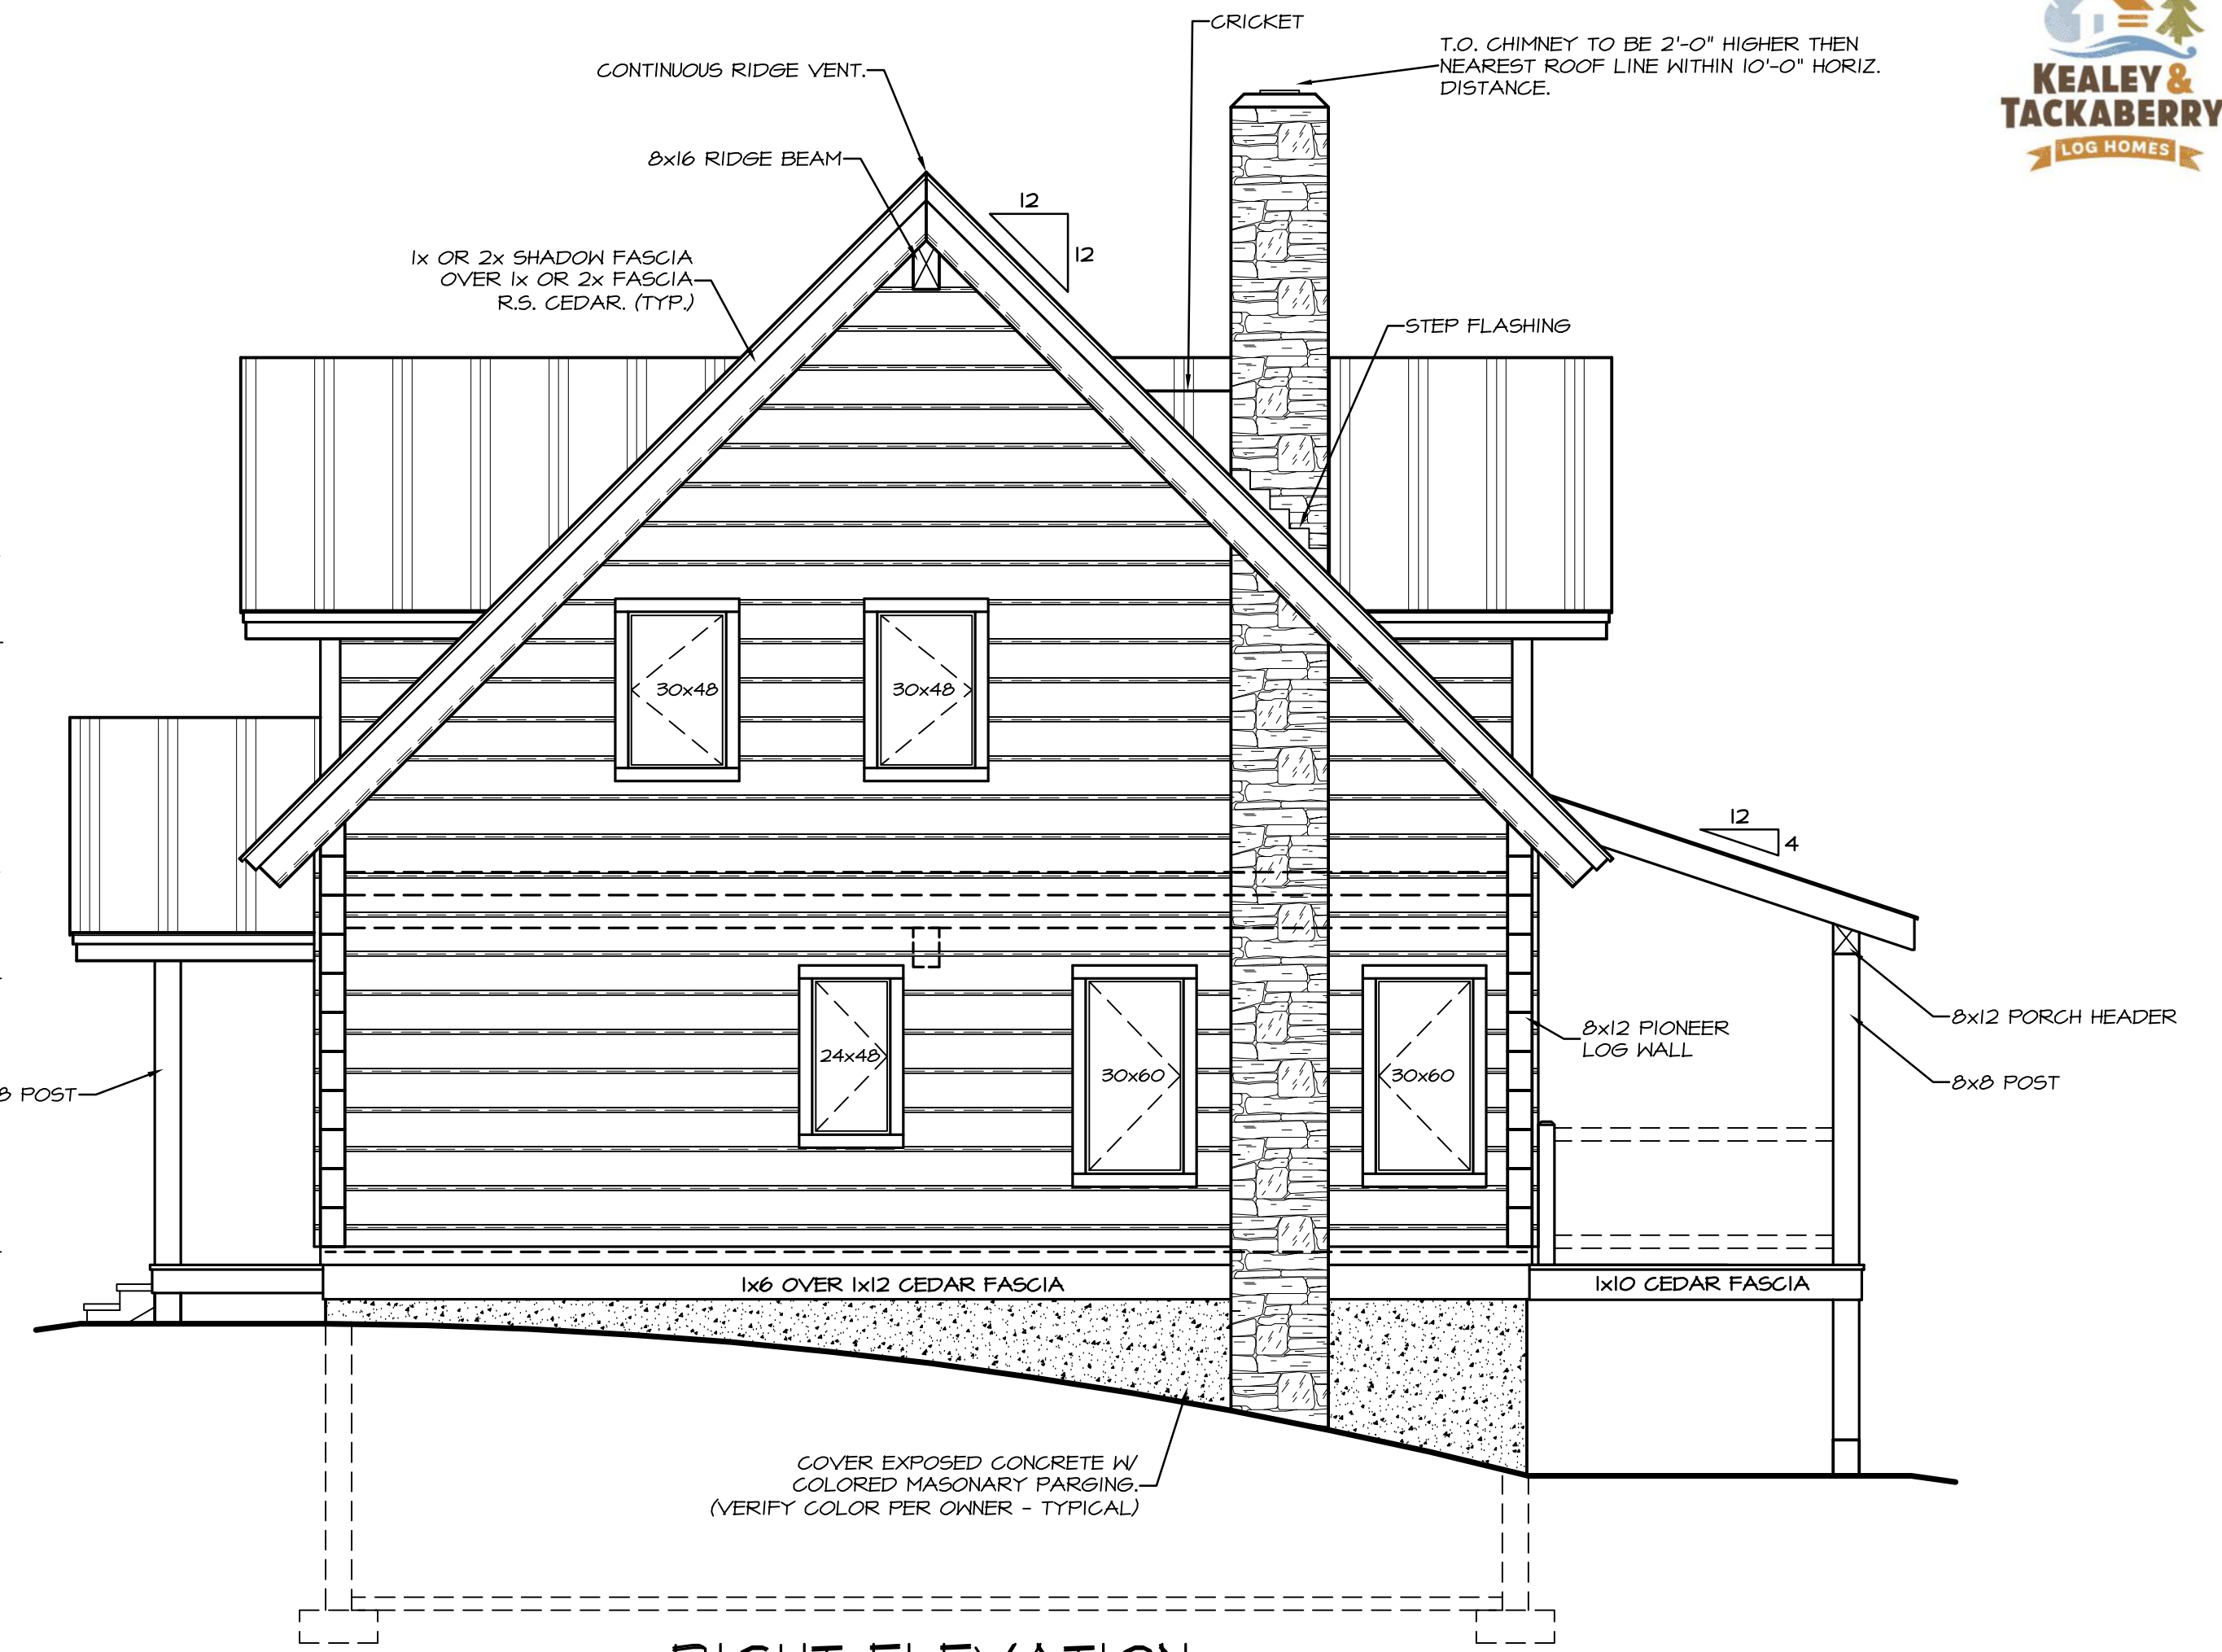 CRICKET
T.O. CHIMNEY TO BE 2'-0" HIGHER THEN
NEAREST ROOF LINE WITHIN 10'-0" HORIZ.
DISTANCE.
KEALEY &
TACKABERRY
LOG HOMES
CONTINUOUS RIDGE VENT.
8x16 RIDGE BEAM
12
12
1x OR 2x SHADOW FASCIA
OVER 1x OR 2x FASCIA
R.S. CEDAR. (TYP.)
STEP FLASHING
30x48
30x48
12
4
8x12 PORCH HEADER
8x12 PIONEER
LOG WALL
24x48
30x60
30x60
8x8 POST
8 POST
1x6 OVER 1x12 CEDAR FASCIA
1x10 CEDAR FASCIA
COVER EXPOSED CONCRETE W/
COLORED MASONARY PARGING.
(VERIFY COLOR PER OWNER - TYPICAL)
RIGHT ELEVATION